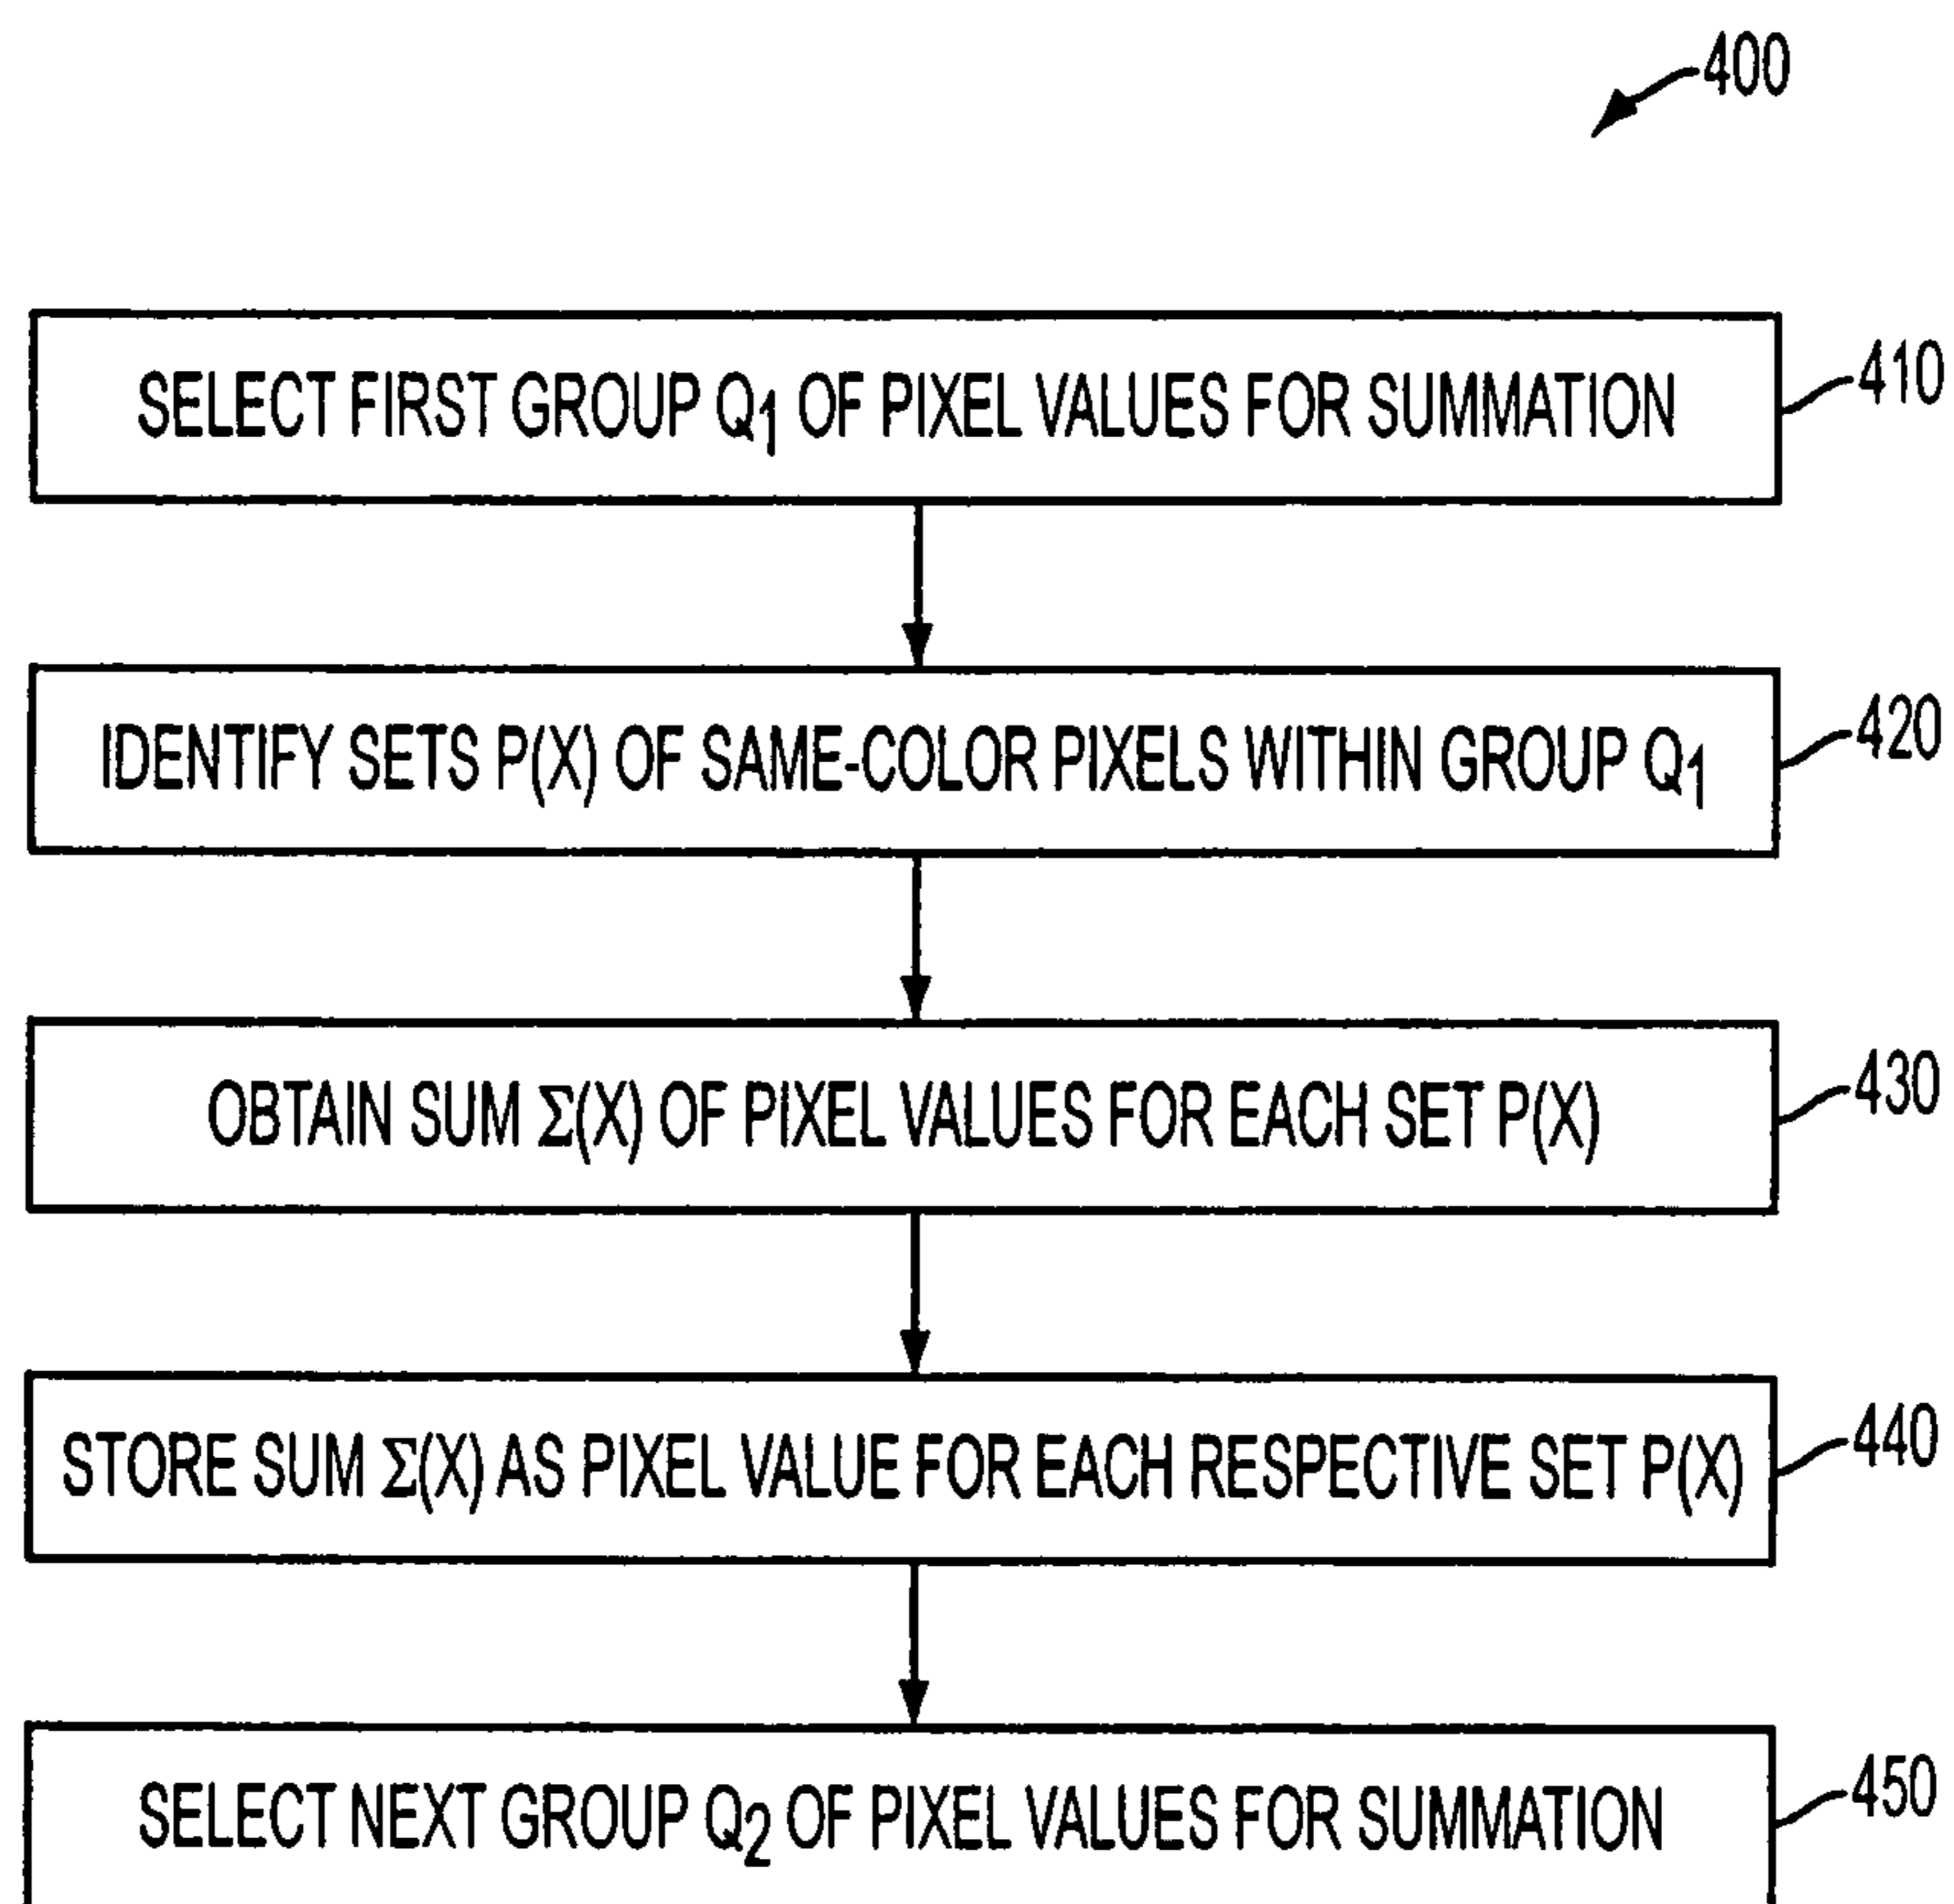 400
SELECT FIRST GROUP Q1 OF PIXEL VALUES FOR SUMMATION
410
IDENTIFY SETS P(X) OF SAME-COLOR PIXELS WITHIN GROUP Q1
420
OBTAIN SUM Σ(X) OF PIXEL VALUES FOR EACH SET P(X)
430
STORE SUM Σ(X) AS PIXEL VALUE FOR EACH RESPECTIVE SET P(X)
440
SELECT NEXT GROUP Q2 OF PIXEL VALUES FOR SUMMATION
450